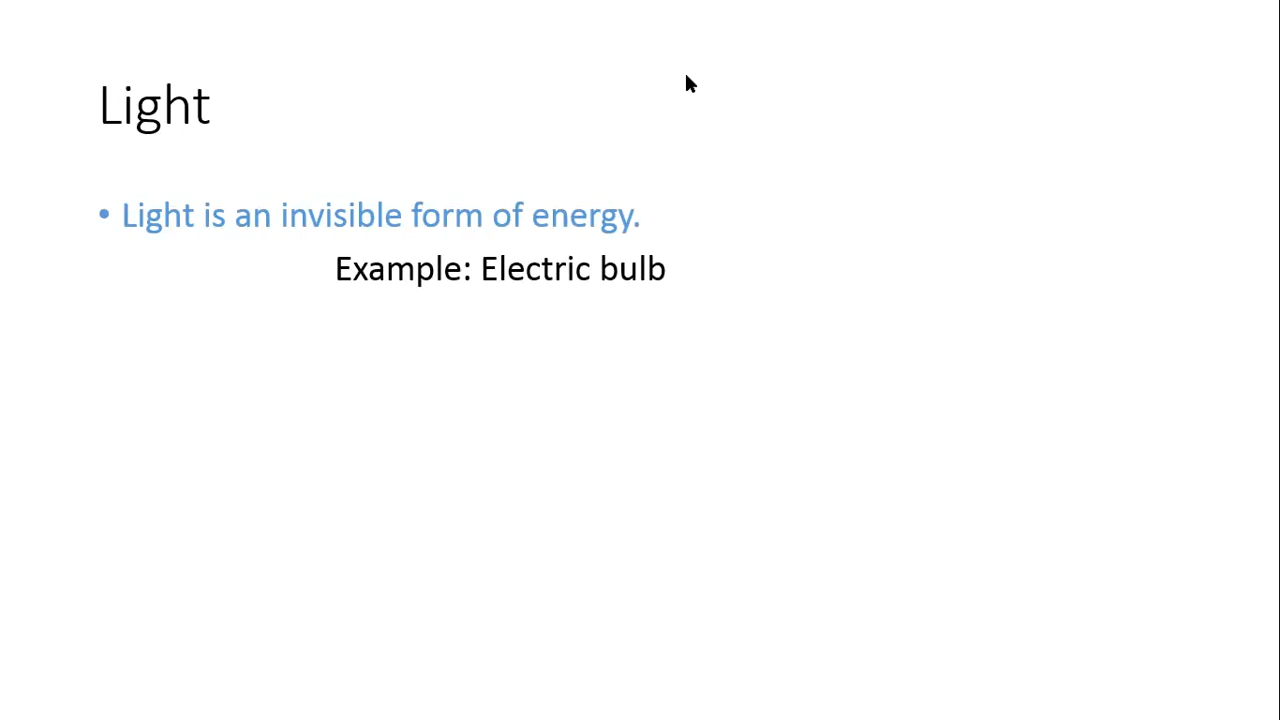 Light
• Light is an invisible form of energy.
Example: Electric bulb